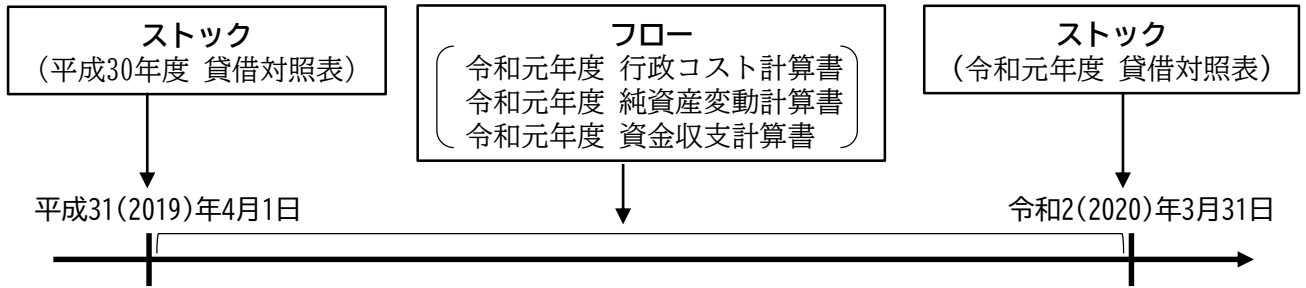 ストック
(平成30年度 貸借対照表)
フロー
令和元年度 行政コスト計算書
令和元年度 純資産変動計算書
令和元年度 資金収支計算書
ストック
(令和元年度 貸借対照表)
平成31(2019)年4月1日
令和2(2020)年3月31日